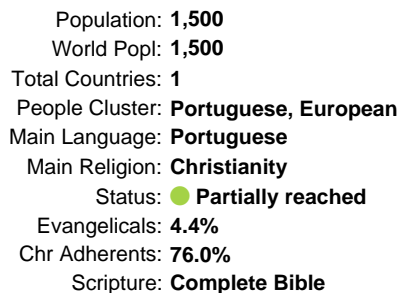 Population: 1,500
World Popl: 1,500
Total Countries: 1
People Cluster: Portuguese, European
Main Language: Portuguese
Main Religion: Christianity
Status: Partially reached
Evangelicals: 4.4%
Chr Adherents: 76.0%
Scripture: Complete Bible